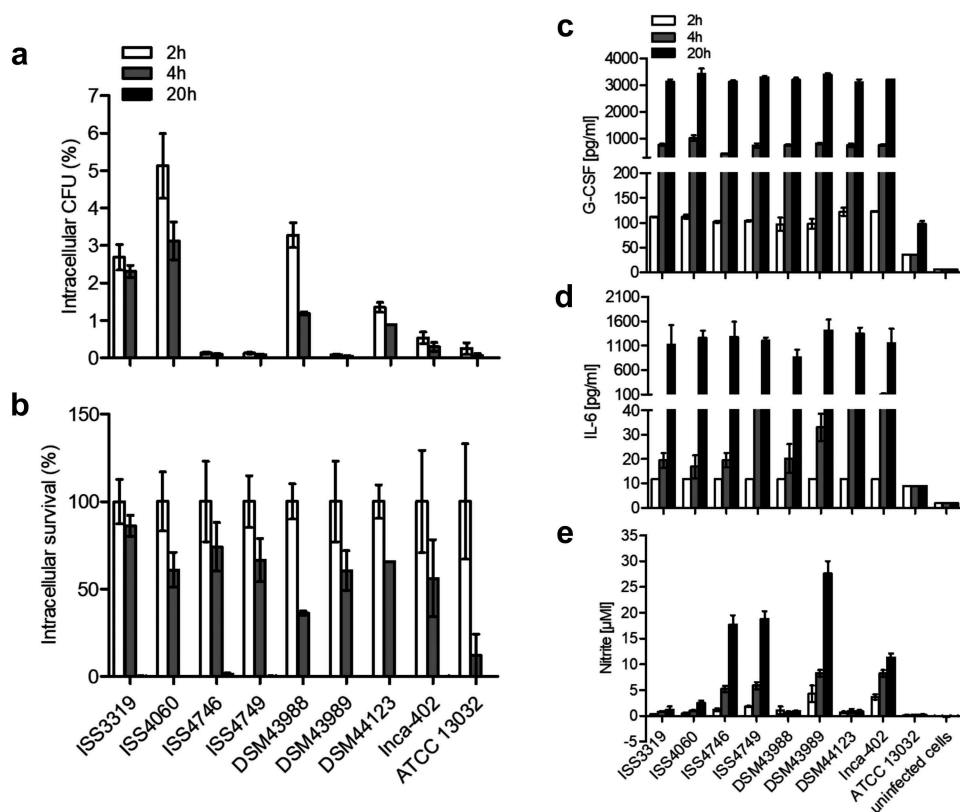 a
2h
4h
20h
Intracellular CFU (%)
7
6
5
4
3
2
1
0
b
Intracellular survival (%)
150
100
50
0
ISS3319
ISS4060
ISS4746
ISS4749
DSM43988
DSM43989
DSM44123
Inca-402
ATCC 13032
c
2h
4h
20h
G-CSF [pg/ml]
4000
3000
2000
1000
200
150
100
50
0
d
IL-6 [pg/ml]
2100
1600
1100
600
100
40
30
20
10
0
e
Nitrite [µMl]
35
30
25
20
15
10
5
0
-5
ISS3319
ISS4060
ISS4746
ISS4749
DSM43988
DSM43989
DSM44123
Inca-402
ATCC 13032
uninfected cells